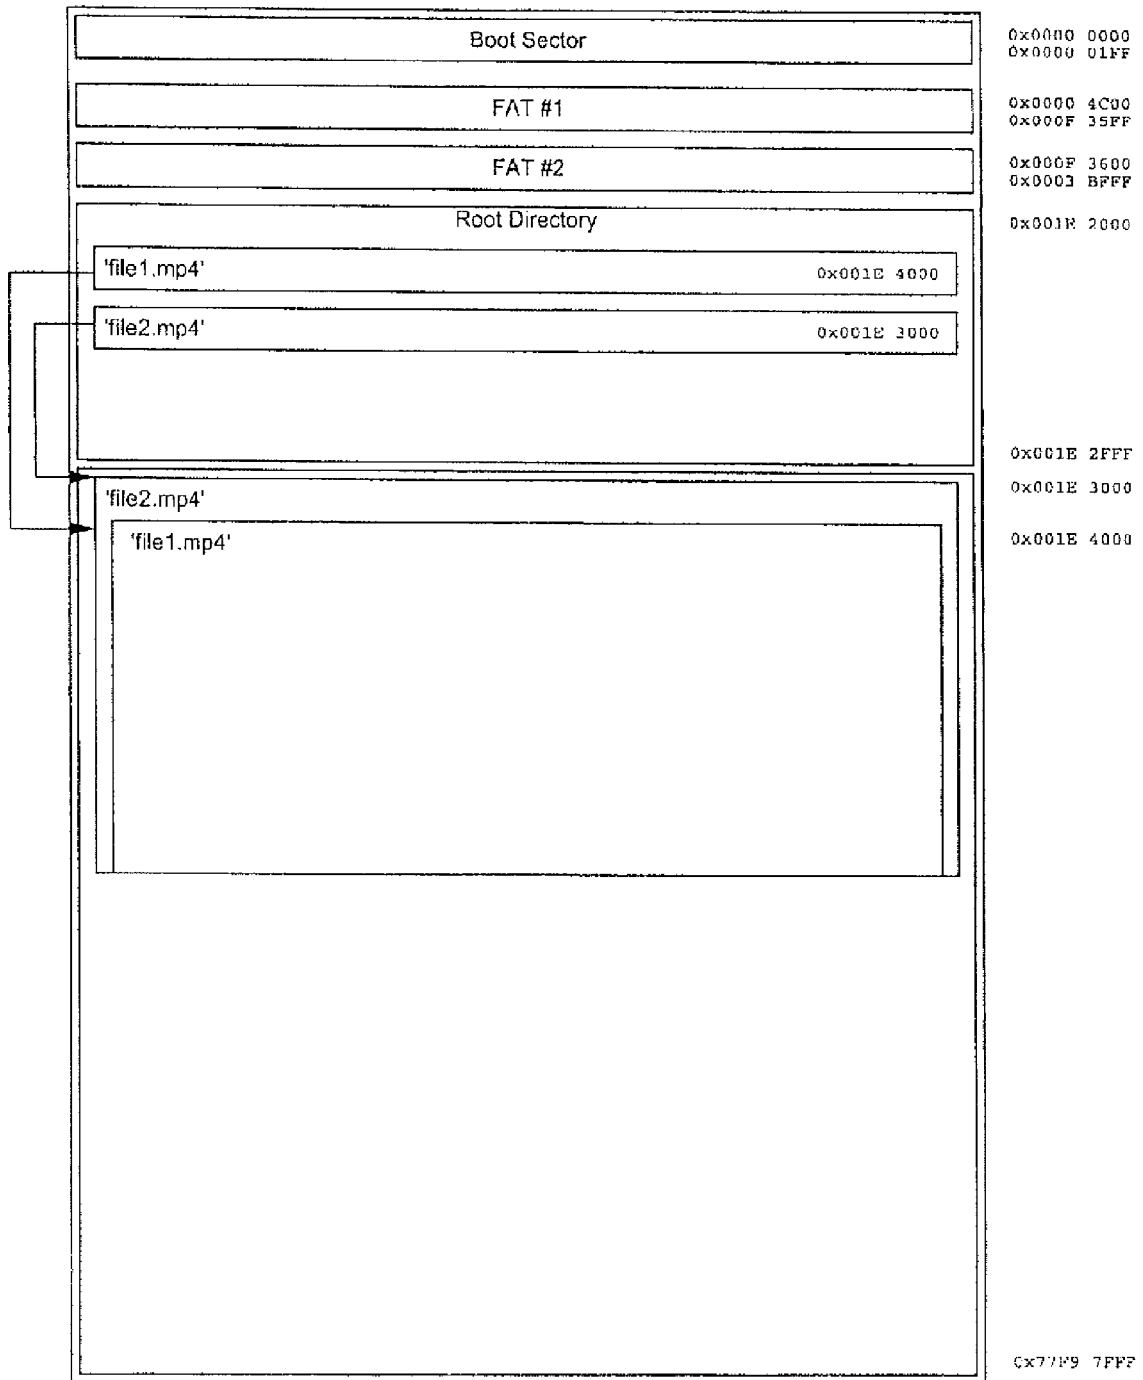 Boot Sector
0x0000 0000
0x0000 01FF
FAT #1
0x0000 4C00
0x000F 35FF
FAT #2
0x000F 3600
0x0003 BFFF
Root Directory
0x001E 2000
'file1.mp4'
0x001E 4000
'file2.mp4'
0x001E 3000
0x001E 2FFF
'file2.mp4'
0x001E 3000
'file1.mp4'
0x001E 4000
0x77F9 7FFF